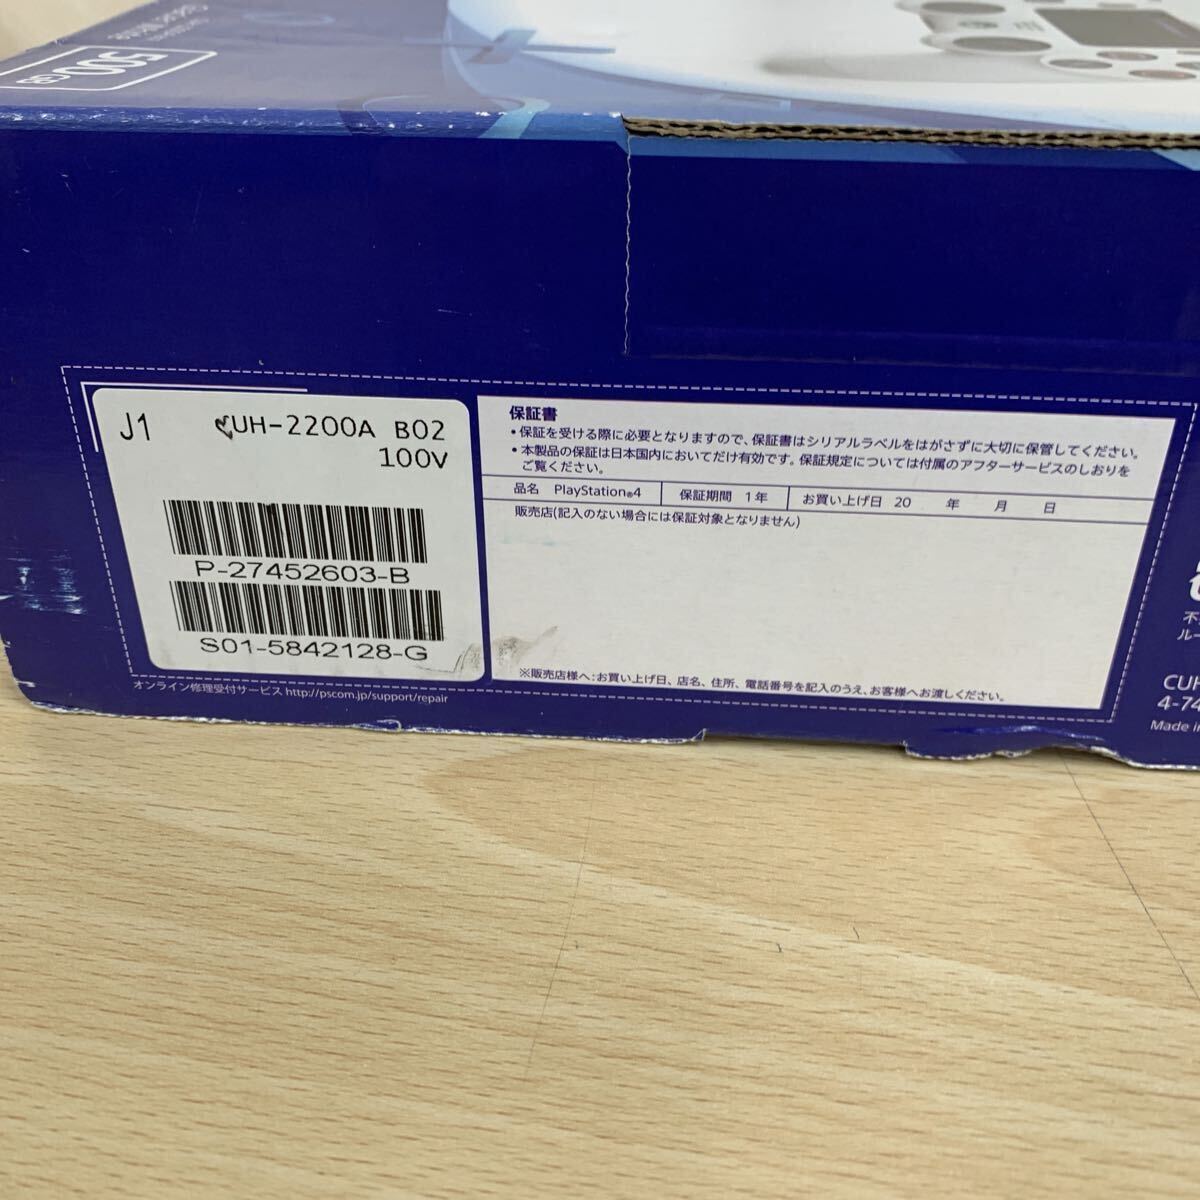 500GB
J1 CUH-2200A B02
100V
P-27452603-B
S01-5842128-G
オンライン修理受付サービス http://pscom.jp/support/repair
保証書
•保証を受ける際に必要となりますので、保証書はシリアルラベルをはがさずに大切に保管してください。
•本製品の保証は日本国内においてだけ有効です。保証規定については付属のアフターサービスのしおりを
ご覧ください。
品名 PlayStation®4 保証期間 1年 お買い上げ日 20 年 月 日
販売店(記入のない場合には保証対象となりません)
※販売店様へ:お買い上げ日、店名、住所、電話番号を記入のうえ、お客様へお渡しください。
CUH
4-74
Made in